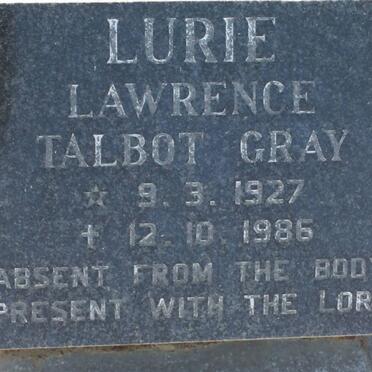 LURIE
LAWRENCE
TALBOT GRAY
☆ 9. 3. 1927
† 12. 10. 1986
ABSENT FROM THE BOD
PRESENT WITH THE LOR